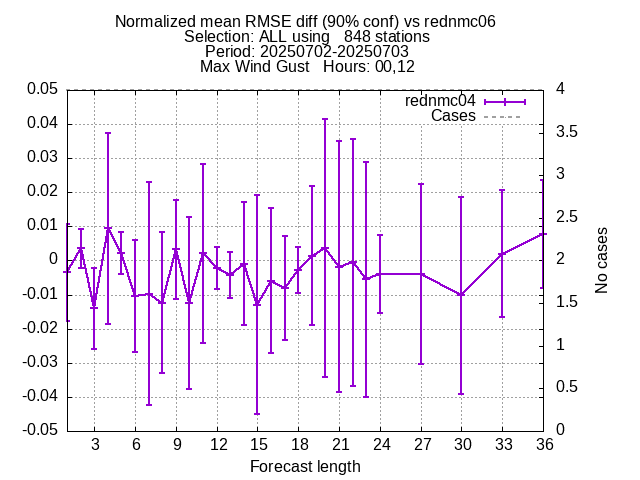 Normalized mean RMSE diff (90% conf) vs rednmc06
Selection: ALL using   848 stations
Period: 20250702-20250703
Max Wind Gust   Hours: 00,12
rednmc04
Cases
0.05
0.04
0.03
0.02
0.01
0
-0.01
-0.02
-0.03
-0.04
-0.05
4
3.5
3
2.5
2
1.5
1
0.5
0
No cases
3 6 9 12 15 18 21 24 27 30 33 36
Forecast length